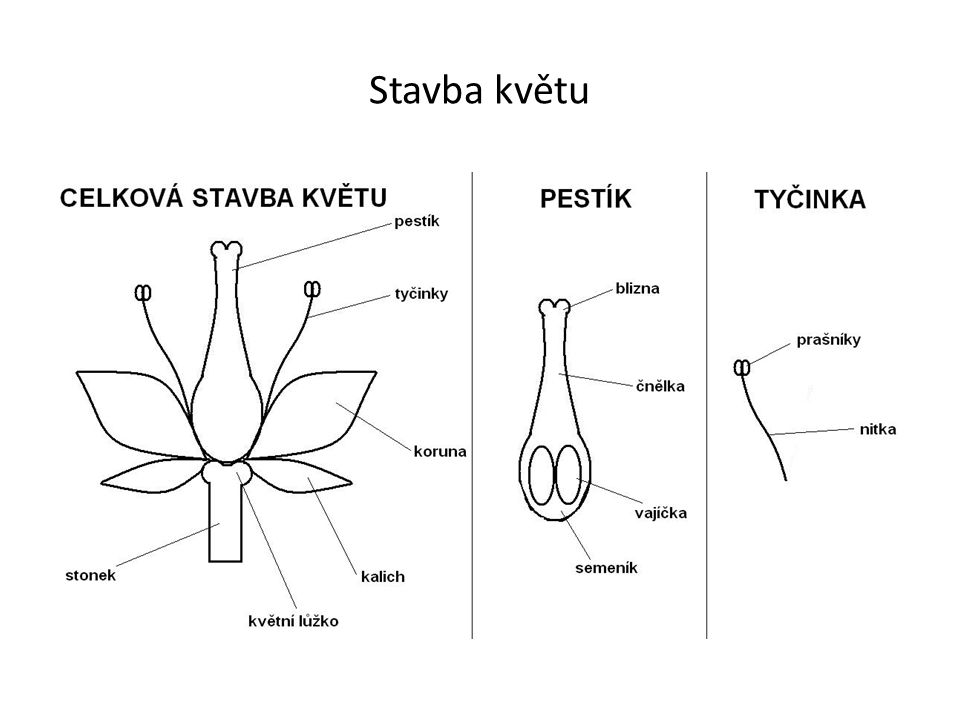 Stavba květu
CELKOVÁ STAVBA KVĚTU
pestík
tyčinky
koruna
stonek
kalich
květní lůžko
PESTÍK
blizna
čnělka
vajíčka
semeník
TYČINKA
prašníky
nitka